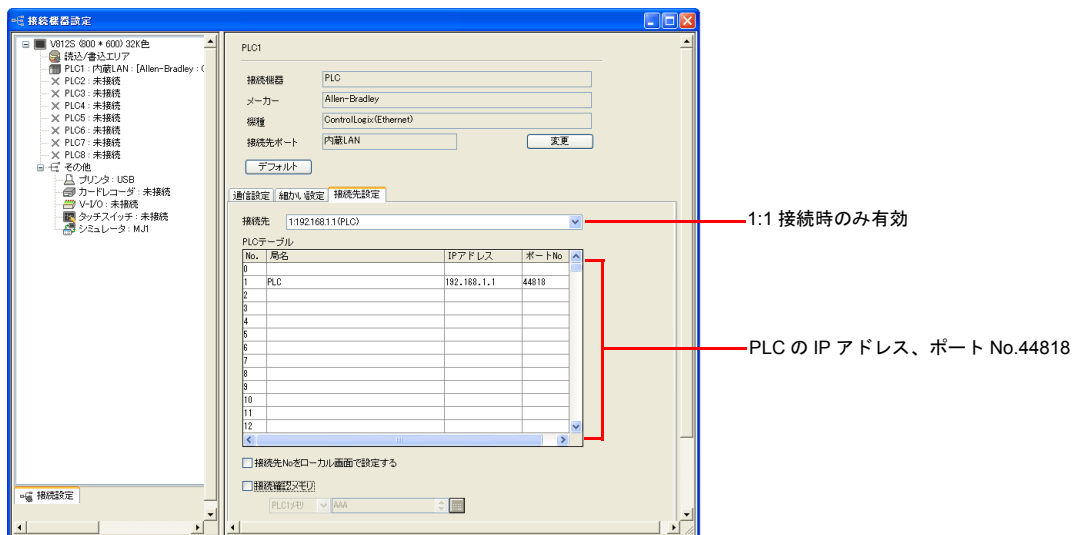 接続機器設定
V812S (800 * 600) 32K色
読込/書込エリア
PLC1 : 内蔵LAN : [Allen-Bradley : C
PLC2 : 未接続
PLC3 : 未接続
PLC4 : 未接続
PLC5 : 未接続
PLC6 : 未接続
PLC7 : 未接続
PLC8 : 未接続
その他
プリンタ : USB
カードレコーダ : 未接続
V-I/O : 未接続
タッチスイッチ : 未接続
シミュレータ : MJ1
接続設定
PLC1
接続機器 PLC
メーカー Allen-Bradley
機種 ControlLogix(Ethernet)
接続先ポート 内蔵LAN 変更
デフォルト
通信設定 細かい設定 接続先設定
接続先 1:192.168.1.1(PLC)
PLCテーブル
No. 局名 IPアドレス ポートNo
0
1 PLC 192.168.1.1 44818
2
3
4
5
6
7
8
9
10
11
12
接続先Noをローカル画面で設定する
接続確認メモリ
PLC1メモリ AAA
1:1 接続時のみ有効
PLC の IP アドレス、ポート No.44818